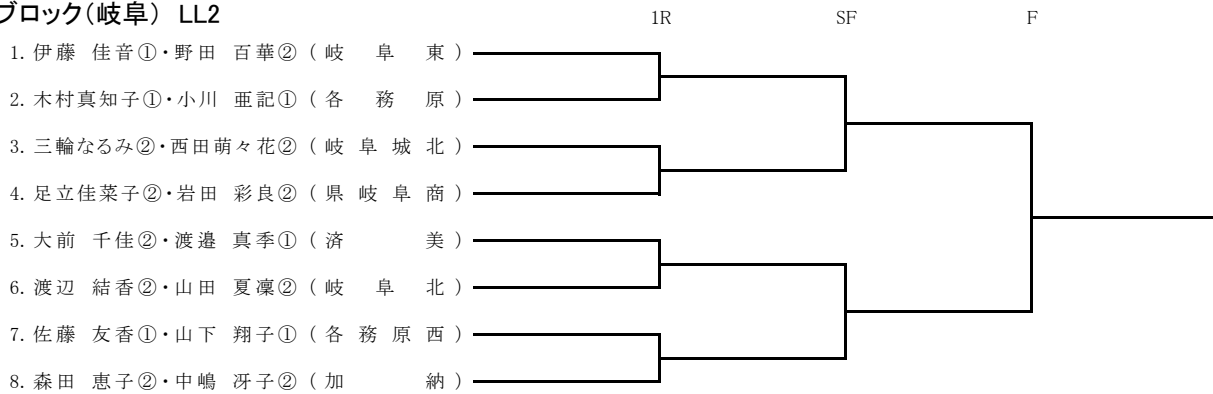 ブロック(岐阜) LL2
1R SF F
1. 伊藤 佳音①・野田 百華② ( 岐 阜 東 )
2. 木村真知子①・小川 亜記① ( 各 務 原 )
3. 三輪なるみ②・西田萌々花② ( 岐 阜 城 北 )
4. 足立佳菜子②・岩田 彩良② ( 県 岐 阜 商 )
5. 大前 千佳②・渡邉 真季① ( 済 美 )
6. 渡辺 結香②・山田 夏凜② ( 岐 阜 北 )
7. 佐藤 友香①・山下 翔子① ( 各 務 原 西 )
8. 森田 恵子②・中嶋 冴子② ( 加 納 )